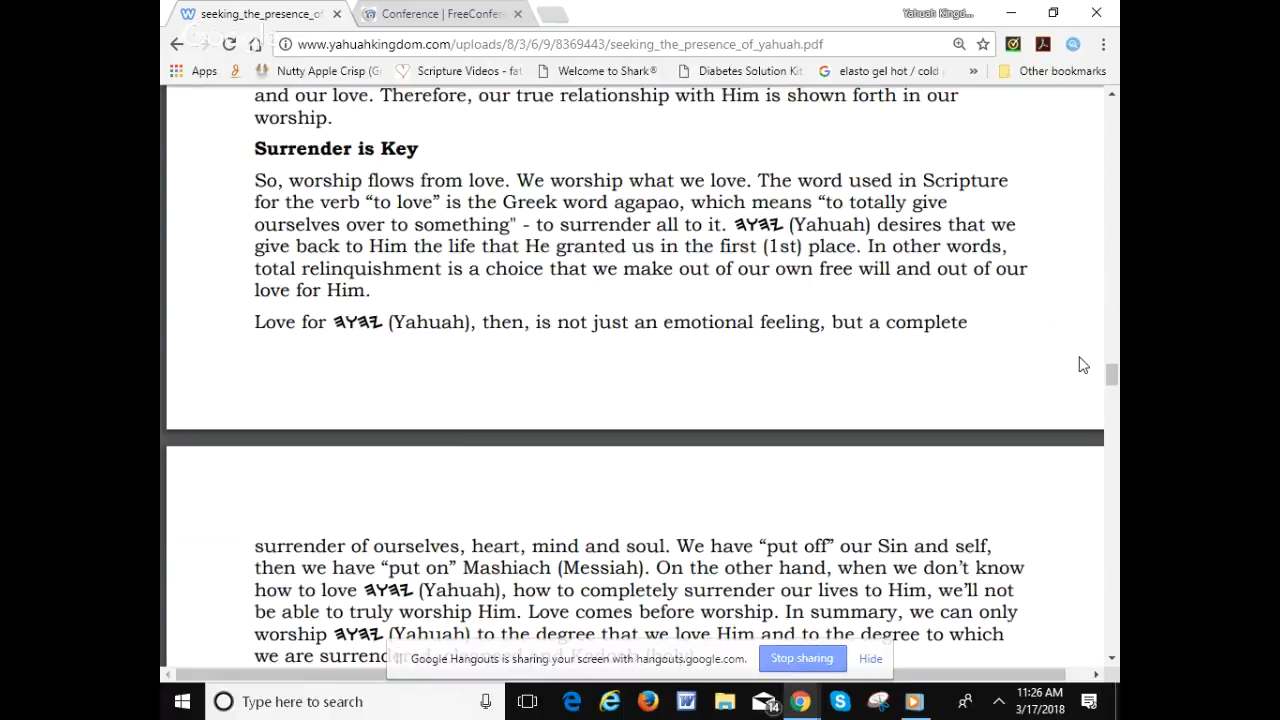 seeking_the_presence_of
Conference | FreeConfer
Yahuah Kingd...
www.yahuahkingdom.com/uploads/8/3/6/9/8369443/seeking_the_presence_of_yahuah.pdf
Apps
Nutty Apple Crisp (Gr
Scripture Videos - fat
Welcome to Shark®
Diabetes Solution Kit
elasto gel hot / cold
»
Other bookmarks
and our love. Therefore, our true relationship with Him is shown forth in our
worship.
Surrender is Key
So, worship flows from love. We worship what we love. The word used in Scripture
for the verb “to love” is the Greek word agapao, which means “to totally give
ourselves over to something" - to surrender all to it. 𐤉𐤄𐤅𐤄 (Yahuah) desires that we
give back to Him the life that He granted us in the first (1st) place. In other words,
total relinquishment is a choice that we make out of our own free will and out of our
love for Him.
Love for 𐤉𐤄𐤅𐤄 (Yahuah), then, is not just an emotional feeling, but a complete
surrender of ourselves, heart, mind and soul. We have “put off” our Sin and self,
then we have “put on” Mashiach (Messiah). On the other hand, when we don’t know
how to love 𐤉𐤄𐤅𐤄 (Yahuah), how to completely surrender our lives to Him, we’ll not
be able to truly worship Him. Love comes before worship. In summary, we can only
worship 𐤉𐤄𐤅𐤄 (Yahuah) to the degree that we love Him and to the degree to which
we are surrendered, cleansed and Kadosh (holy)
Google Hangouts is sharing your screen with hangouts.google.com.
Stop sharing
Hide
Type here to search
14
11:26 AM
3/17/2018